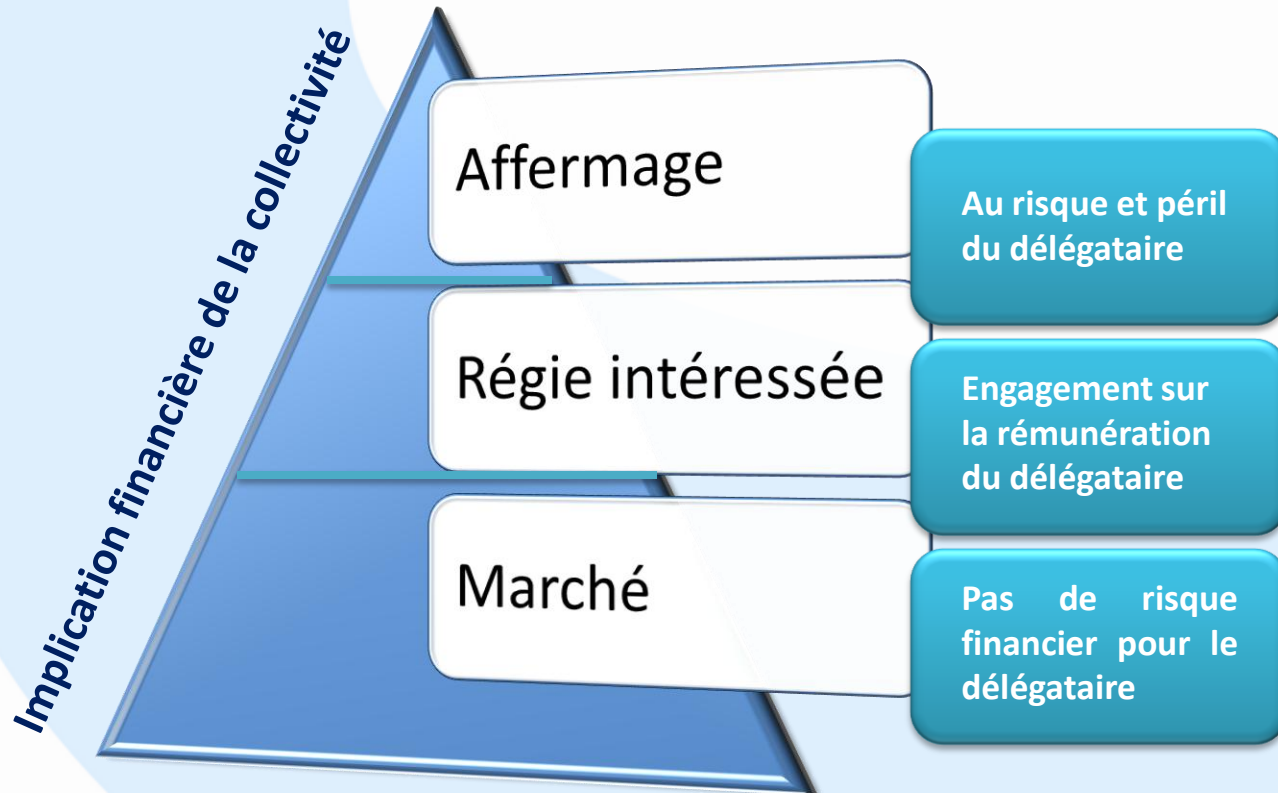 Implication financière de la collectivité
Affermage
Au risque et péril
du délégataire
Régie intéressée
Engagement sur
la rémunération
du délégataire
Marché
Pas de risque
financier pour le
délégataire